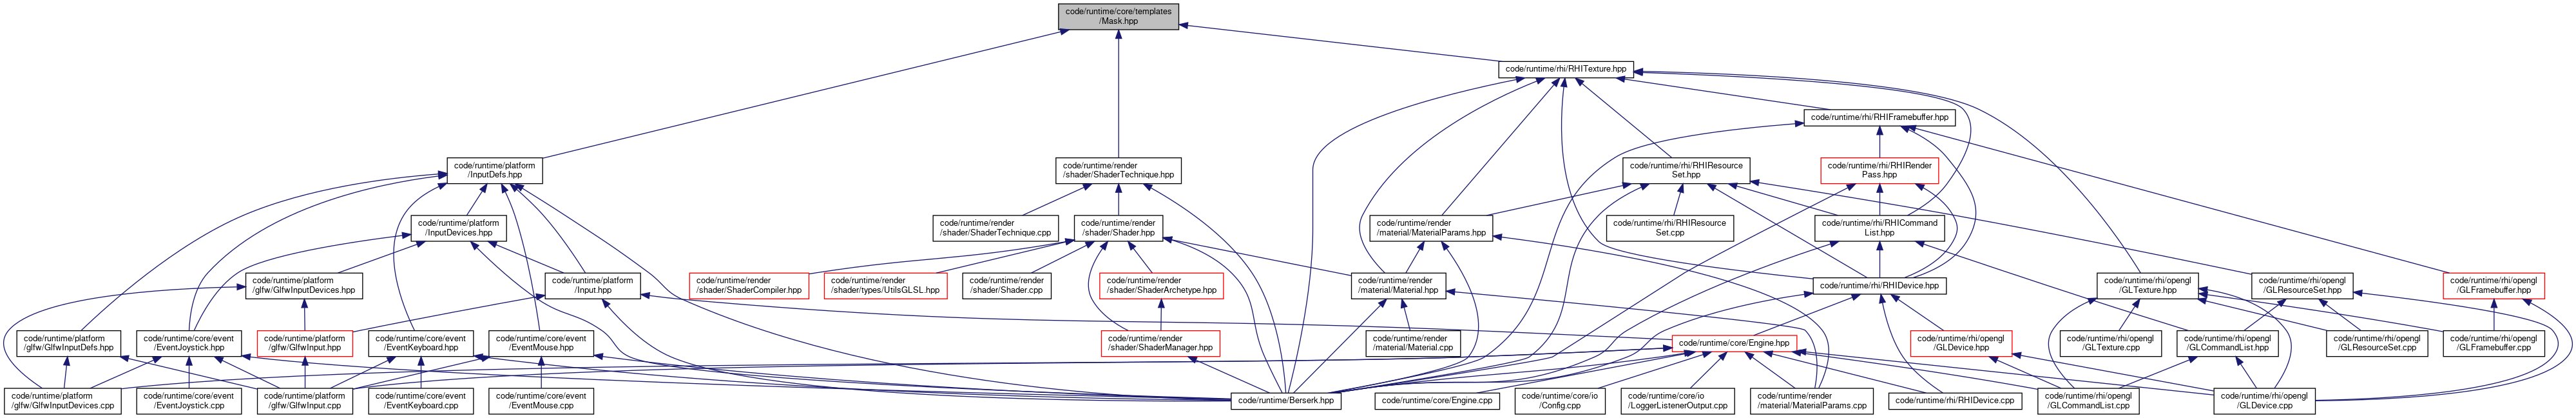 code/runtime/core/templates
/Mask.hpp
code/runtime/rhi/RHITexture.hpp
code/runtime/rhi/RHIFramebuffer.hpp
code/runtime/platform
/InputDefs.hpp
code/runtime/render
/shader/ShaderTechnique.hpp
code/runtime/rhi/RHIResource
Set.hpp
code/runtime/rhi/RHIRender
Pass.hpp
code/runtime/platform
/InputDevices.hpp
code/runtime/render
/shader/ShaderTechnique.cpp
code/runtime/render
/shader/Shader.hpp
code/runtime/render
/material/MaterialParams.hpp
code/runtime/rhi/RHIResource
Set.cpp
code/runtime/rhi/RHICommand
List.hpp
code/runtime/platform
/glfw/GlfwInputDevices.hpp
code/runtime/platform
/Input.hpp
code/runtime/render
/shader/ShaderCompiler.hpp
code/runtime/render
/shader/types/UtilsGLSL.hpp
code/runtime/render
/shader/Shader.cpp
code/runtime/render
/shader/ShaderArchetype.hpp
code/runtime/render
/material/Material.hpp
code/runtime/rhi/RHIDevice.hpp
code/runtime/rhi/opengl
/GLTexture.hpp
code/runtime/rhi/opengl
/GLResourceSet.hpp
code/runtime/rhi/opengl
/GLFramebuffer.hpp
code/runtime/platform
/glfw/GlfwInputDefs.hpp
code/runtime/core/event
/EventJoystick.hpp
code/runtime/platform
/glfw/GlfwInput.hpp
code/runtime/core/event
/EventKeyboard.hpp
code/runtime/core/event
/EventMouse.hpp
code/runtime/render
/shader/ShaderManager.hpp
code/runtime/render
/material/Material.cpp
code/runtime/core/Engine.hpp
code/runtime/rhi/opengl
/GLDevice.hpp
code/runtime/rhi/opengl
/GLTexture.cpp
code/runtime/rhi/opengl
/GLCommandList.hpp
code/runtime/rhi/opengl
/GLResourceSet.cpp
code/runtime/rhi/opengl
/GLFramebuffer.cpp
code/runtime/platform
/glfw/GlfwInputDevices.cpp
code/runtime/core/event
/EventJoystick.cpp
code/runtime/platform
/glfw/GlfwInput.cpp
code/runtime/core/event
/EventKeyboard.cpp
code/runtime/core/event
/EventMouse.cpp
code/runtime/Berserk.hpp
code/runtime/core/Engine.cpp
code/runtime/core/io
/Config.cpp
code/runtime/core/io
/LoggerListenerOutput.cpp
code/runtime/render
/material/MaterialParams.cpp
code/runtime/rhi/RHIDevice.cpp
code/runtime/rhi/opengl
/GLCommandList.cpp
code/runtime/rhi/opengl
/GLDevice.cpp